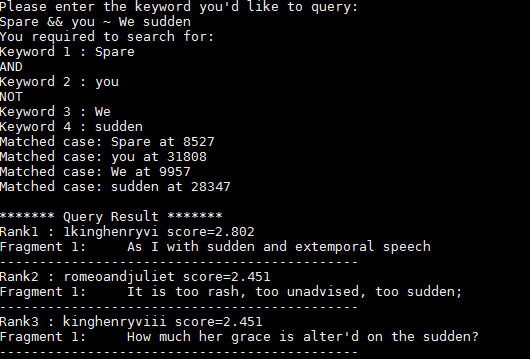 Please enter the keyword you'd like to query:
Spare && you ~ We sudden
You required to search for:
Keyword 1 : Spare
AND
Keyword 2 : you
NOT
Keyword 3 : We
Keyword 4 : sudden
Matched case: Spare at 8527
Matched case: you at 31808
Matched case: We at 9957
Matched case: sudden at 28347
******* Query Result *******
Rank1 : 1kinghenryvi score=2.802
Fragment 1:     As I with sudden and extemporal speech
--------------------------------------------
Rank2 : romeoandjuliet score=2.451
Fragment 1:     It is too rash, too unadvised, too sudden;
--------------------------------------------
Rank3 : kinghenryviii score=2.451
Fragment 1:     How much her grace is alter'd on the sudden?
--------------------------------------------